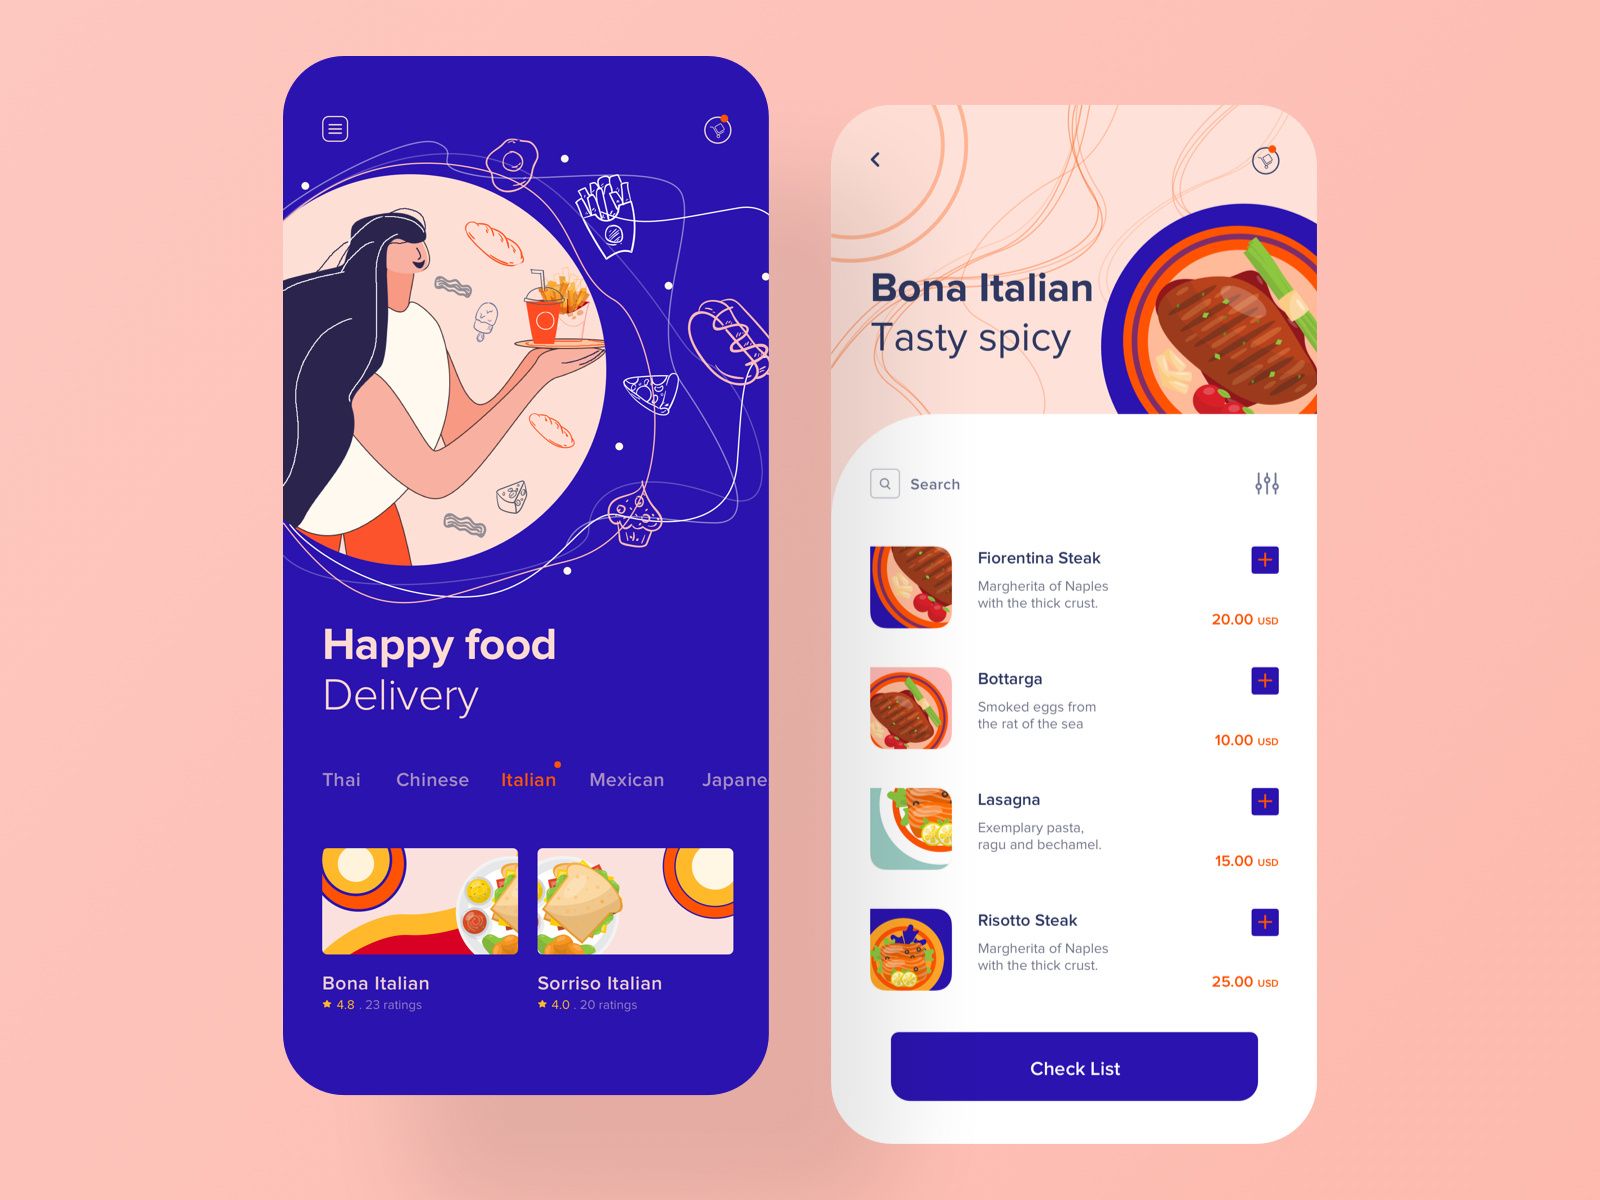 Happy food
Delivery
Thai Chinese Italian Mexican Japane
Bona Italian
4.8 . 23 ratings
Sorriso Italian
4.0 . 20 ratings
Bona Italian
Tasty spicy
Search
Fiorentina Steak
Margherita of Naples
with the thick crust.
20.00 USD
Bottarga
Smoked eggs from
the rat of the sea
10.00 USD
Lasagna
Exemplary pasta,
ragu and bechamel.
15.00 USD
Risotto Steak
Margherita of Naples
with the thick crust.
25.00 USD
Check List